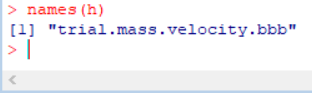 > names(h)
[1] "trial.mass.velocity.bbb"
>